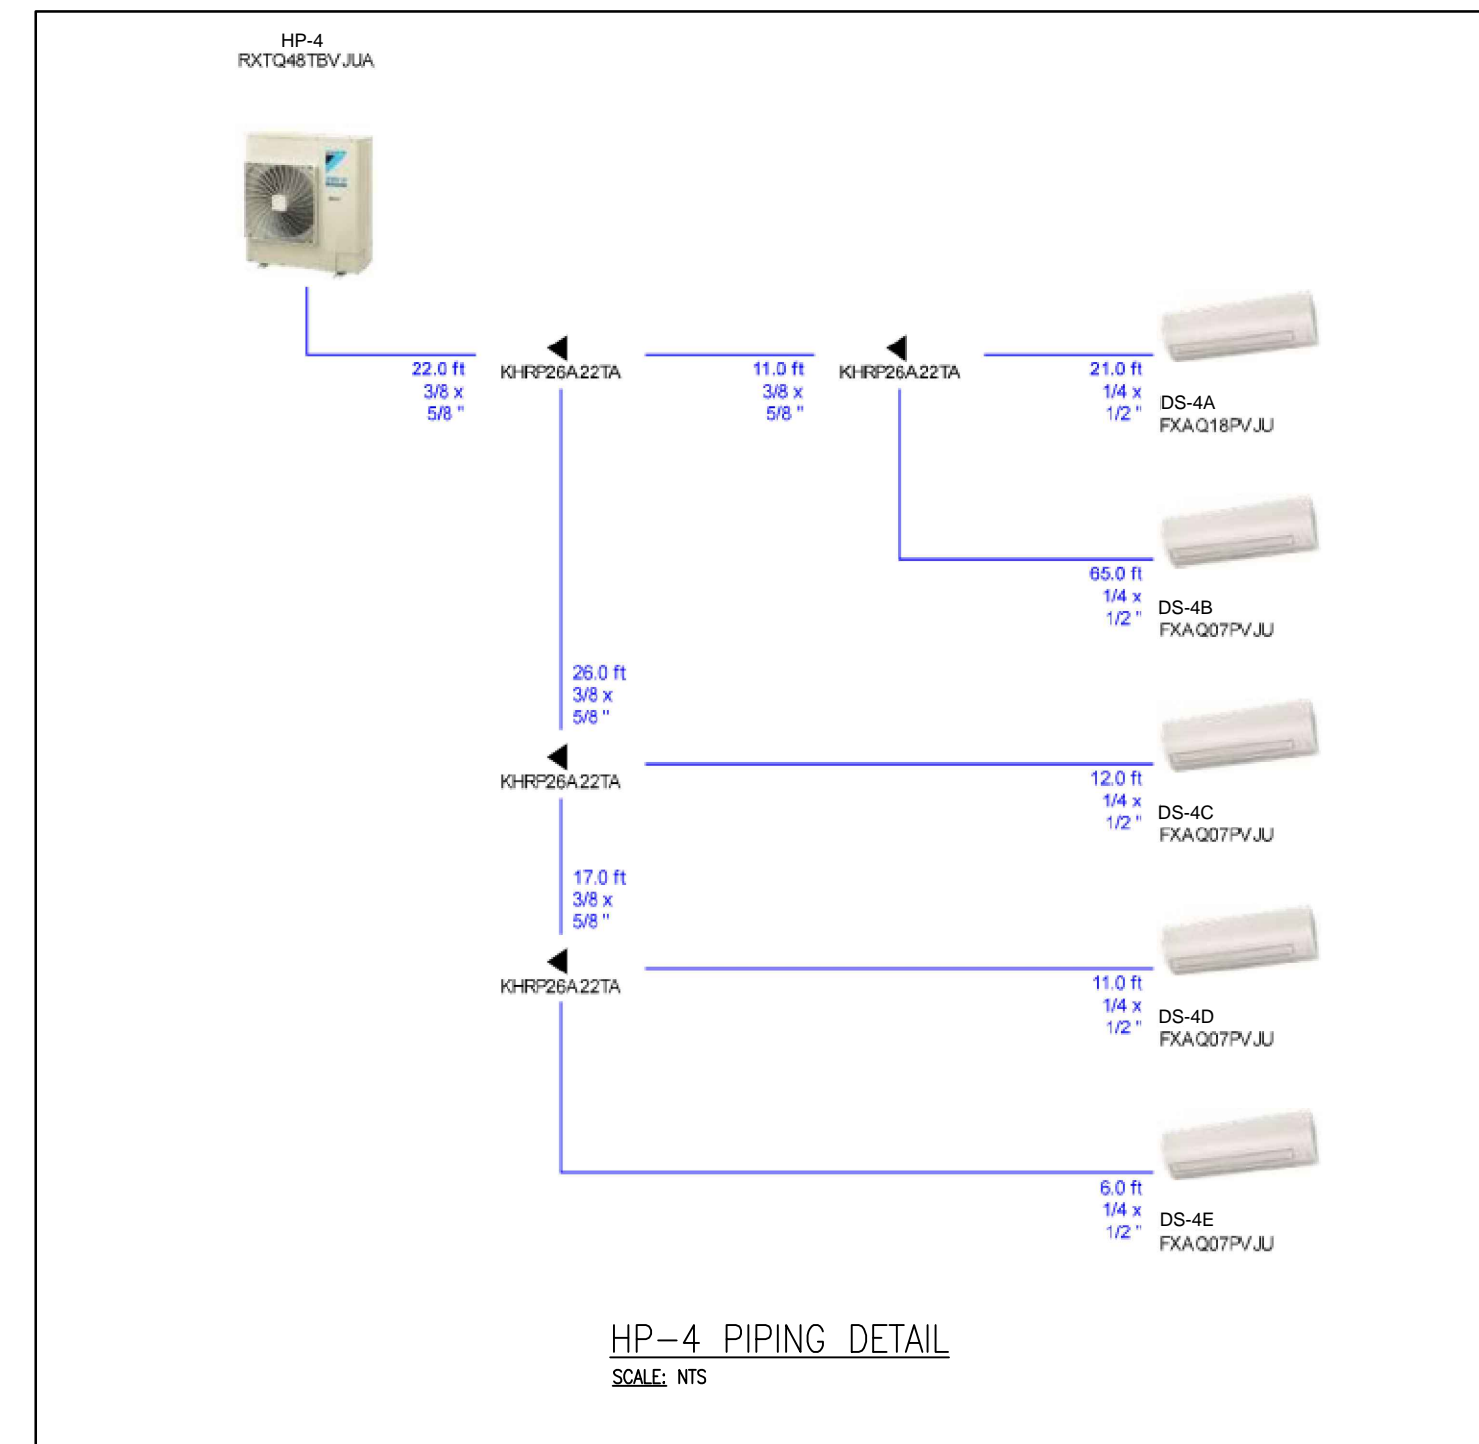 HP-4
RXTQ48TBVJUA
22.0 ft
3/8 x
5/8 "
KHRP26A22TA
11.0 ft
3/8 x
5/8 "
KHRP26A22TA
21.0 ft
1/4 x
1/2 "
DS-4A
FXAQ18PVJU
65.0 ft
1/4 x
1/2 "
DS-4B
FXAQ07PVJU
26.0 ft
3/8 x
5/8 "
KHRP26A22TA
12.0 ft
1/4 x
1/2 "
DS-4C
FXAQ07PVJU
17.0 ft
3/8 x
5/8 "
KHRP26A22TA
11.0 ft
1/4 x
1/2 "
DS-4D
FXAQ07PVJU
6.0 ft
1/4 x
1/2 "
DS-4E
FXAQ07PVJU
HP-4 PIPING DETAIL
SCALE: NTS